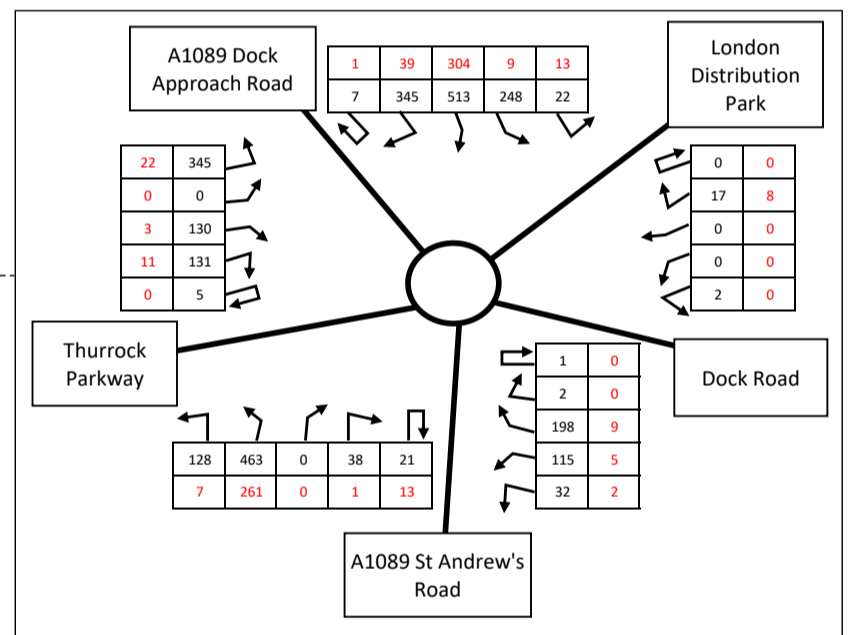 A1089 Dock
Approach Road
1 39 304 9 13
7 345 513 248 22
London
Distribution
Park
22 345
0 0
3 130
11 131
0 5
0 0
17 8
0 0
0 0
2 0
Thurrock
Parkway
1 0
2 0
198 9
115 5
32 2
Dock Road
128 463 0 38 21
7 261 0 1 13
A1089 St Andrew's
Road